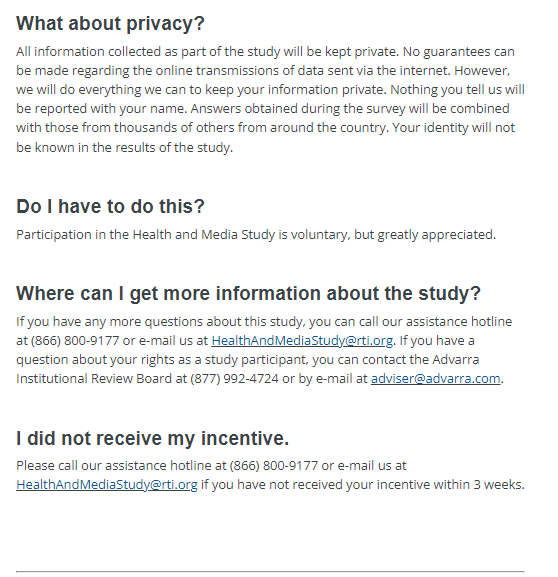 What about privacy?
All information collected as part of the study will be kept private. No guarantees can
be made regarding the online transmissions of data sent via the internet. However,
we will do everything we can to keep your information private. Nothing you tell us will
be reported with your name. Answers obtained during the survey will be combined
with those from thousands of others from around the country. Your identity will not
be known in the results of the study.
Do I have to do this?
Participation in the Health and Media Study is voluntary, but greatly appreciated.
Where can I get more information about the study?
If you have any more questions about this study, you can call our assistance hotline
at (866) 800-9177 or e-mail us at HealthAndMediaStudy@rti.org. If you have a
question about your rights as a study participant, you can contact the Advarra
Institutional Review Board at (877) 992-4724 or by e-mail at adviser@advarra.com.
I did not receive my incentive.
Please call our assistance hotline at (866) 800-9177 or e-mail us at
HealthAndMediaStudy@rti.org if you have not received your incentive within 3 weeks.